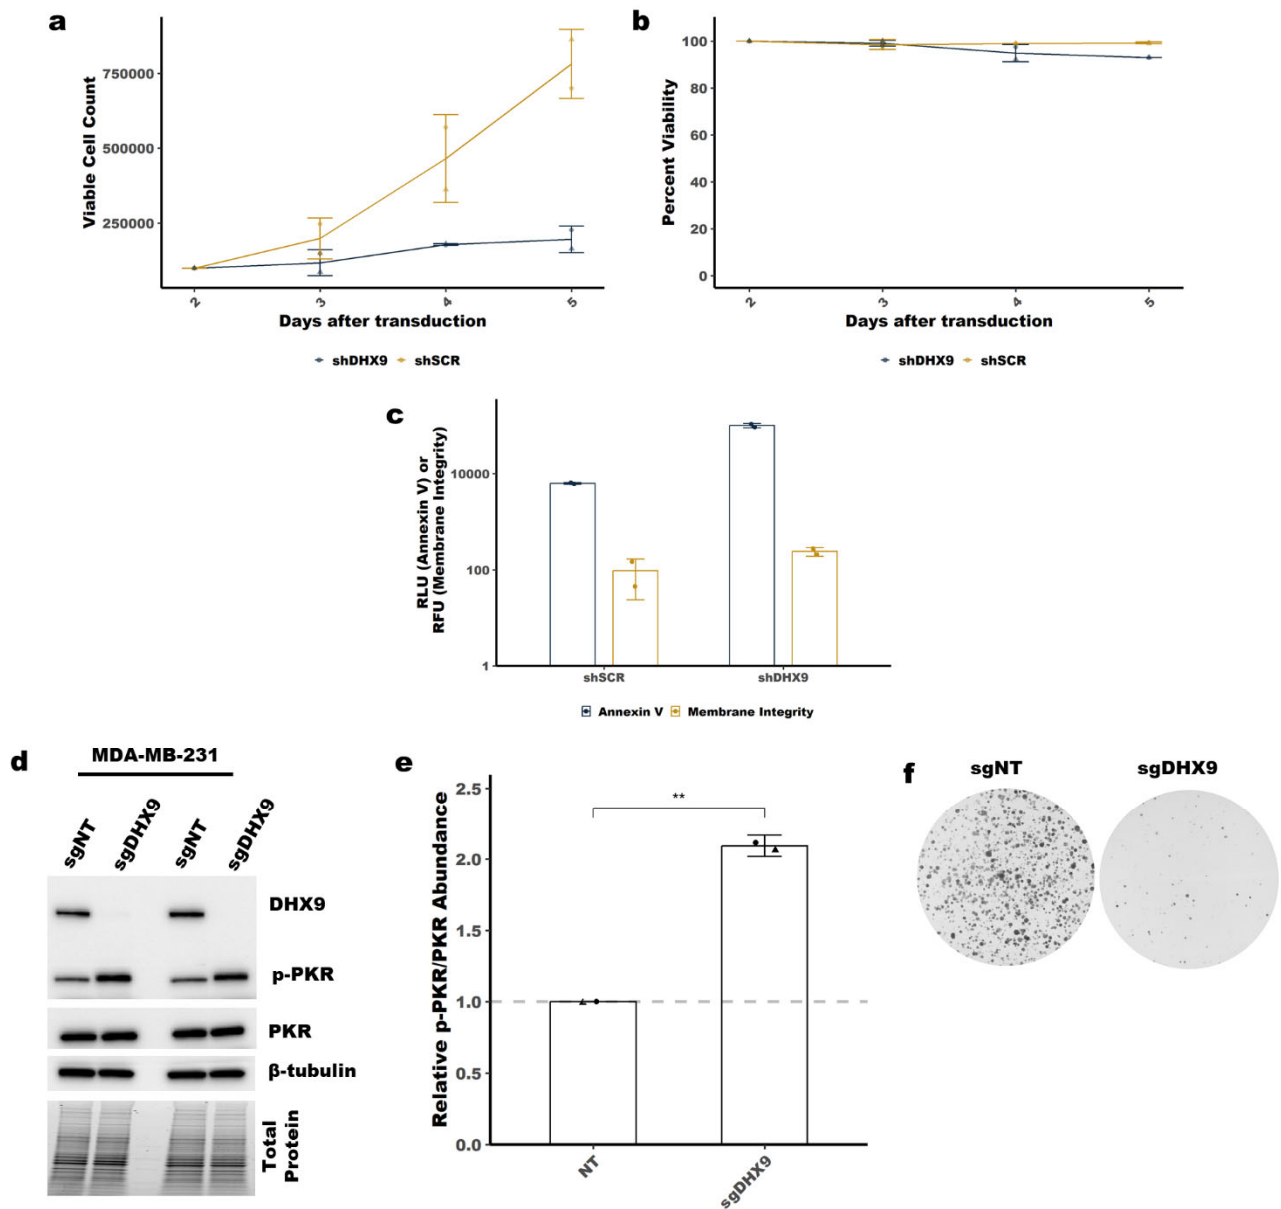 a
Viable Cell Count
750000
500000
250000
2
3
4
5
Days after transduction
shDHX9
shSCR
b
Percent Viability
100
80
60
40
20
0
2
3
4
5
Days after transduction
shDHX9
shSCR
c
RLU (Annexin V) or
RFU (Membrane Integrity)
10000
100
1
shSCR
shDHX9
Annexin V
Membrane Integrity
d
MDA-MB-231
sgNT
sgDHX9
sgNT
sgDHX9
DHX9
p-PKR
PKR
β-tubulin
Total
Protein
e
Relative p-PKR/PKR Abundance
2.5
2.0
1.5
1.0
0.5
0.0
**
NT
sgDHX9
f
sgNT
sgDHX9